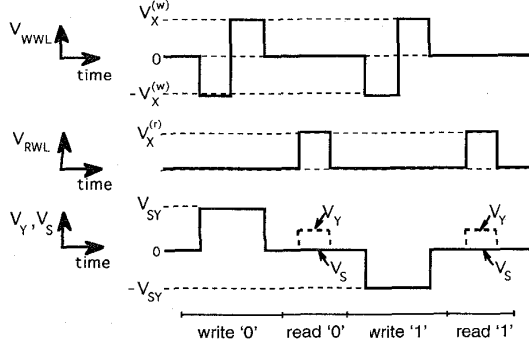 V_X^(w)
V_WWL
0
time
-V_X^(w)
V_X^(r)
V_RWL
time
V_SY
V_Y, V_S
V_Y
V_Y
0
time
V_S
V_S
-V_SY
write ‘0’ read ‘0’ write ‘1’ read ‘1’